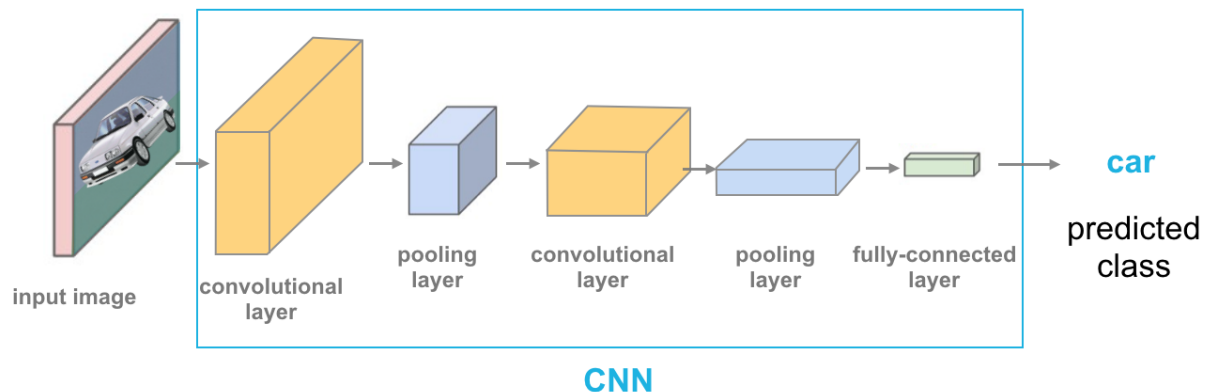 input image
convolutional
layer
pooling
layer
convolutional
layer
pooling
layer
fully-connected
layer
car
predicted
class
CNN